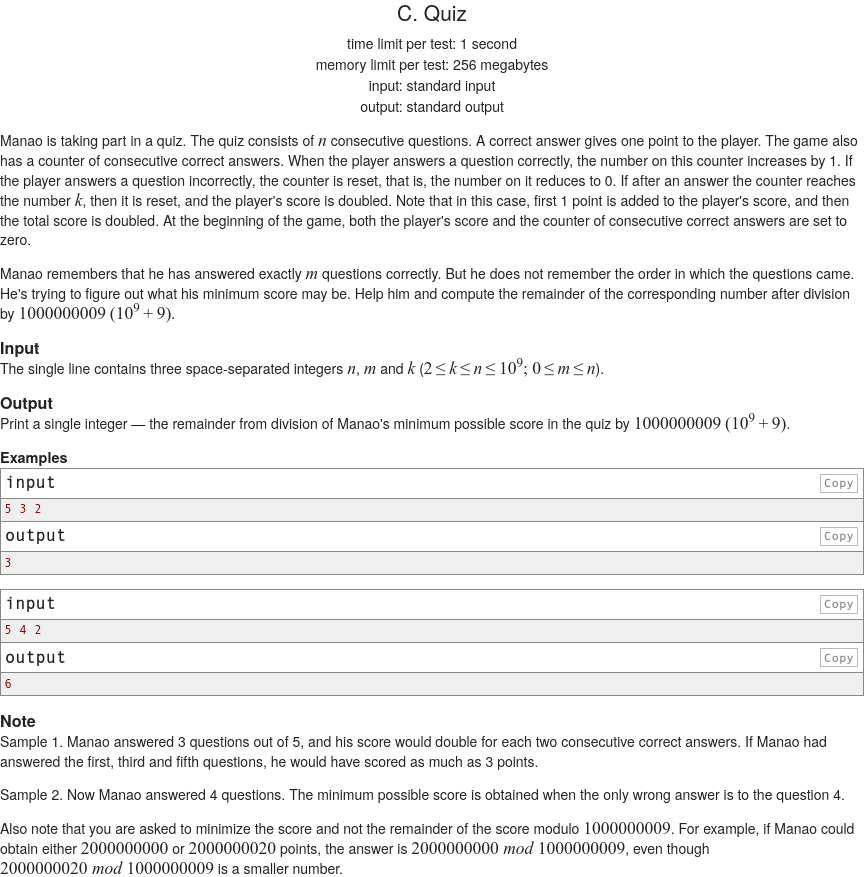 C. Quiz
time limit per test: 1 second
memory limit per test: 256 megabytes
input: standard input
output: standard output
Manao is taking part in a quiz. The quiz consists of n consecutive questions. A correct answer gives one point to the player. The game also
has a counter of consecutive correct answers. When the player answers a question correctly, the number on this counter increases by 1. If
the player answers a question incorrectly, the counter is reset, that is, the number on it reduces to 0. If after an answer the counter reaches
the number k, then it is reset, and the player's score is doubled. Note that in this case, first 1 point is added to the player's score, and then
the total score is doubled. At the beginning of the game, both the player's score and the counter of consecutive correct answers are set to
zero.
Manao remembers that he has answered exactly m questions correctly. But he does not remember the order in which the questions came.
He's trying to figure out what his minimum score may be. Help him and compute the remainder of the corresponding number after division
by 1000000009 (10⁹ + 9).
Input
The single line contains three space-separated integers n, m and k (2 ≤ k ≤ n ≤ 10⁹; 0 ≤ m ≤ n).
Output
Print a single integer — the remainder from division of Manao's minimum possible score in the quiz by 1000000009 (10⁹ + 9).
Examples
input Copy
5 3 2
output Copy
3
input Copy
5 4 2
output Copy
6
Note
Sample 1. Manao answered 3 questions out of 5, and his score would double for each two consecutive correct answers. If Manao had
answered the first, third and fifth questions, he would have scored as much as 3 points.
Sample 2. Now Manao answered 4 questions. The minimum possible score is obtained when the only wrong answer is to the question 4.
Also note that you are asked to minimize the score and not the remainder of the score modulo 1000000009. For example, if Manao could
obtain either 2000000000 or 2000000020 points, the answer is 2000000000 mod 1000000009, even though
2000000020 mod 1000000009 is a smaller number.